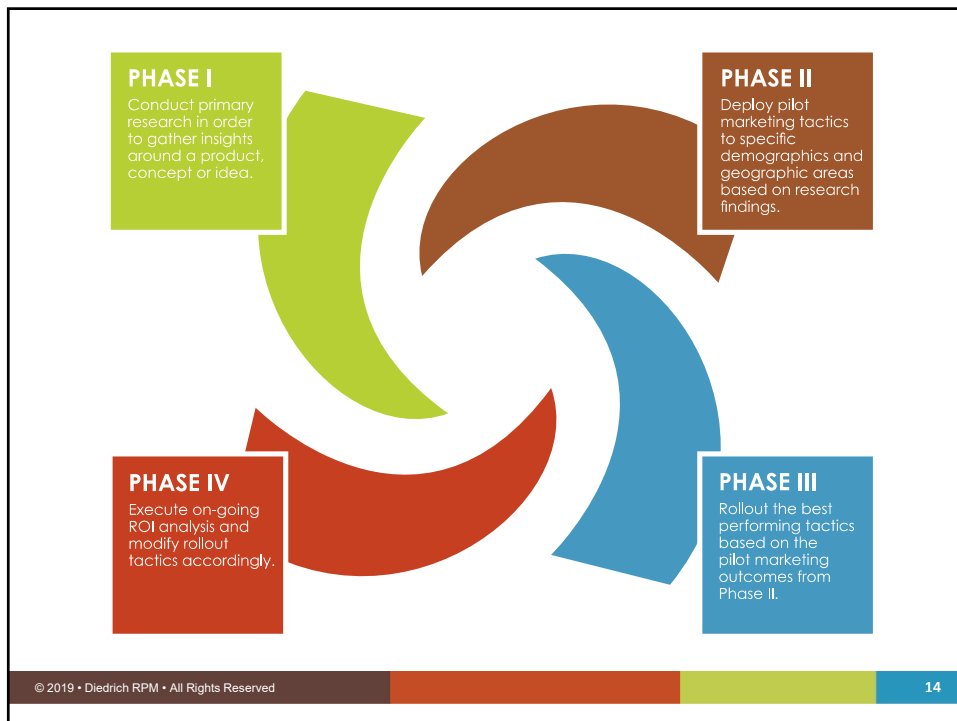 PHASE I
Conduct primary
research in order
to gather insights
around a product,
concept or idea.
PHASE II
Deploy pilot
marketing tactics
to specific
demographics and
geographic areas
based on research
findings.
PHASE IV
Execute on-going
ROI analysis and
modify rollout
tactics accordingly.
PHASE III
Rollout the best
performing tactics
based on the
pilot marketing
outcomes from
Phase II.
© 2019 • Diedrich RPM • All Rights Reserved
14